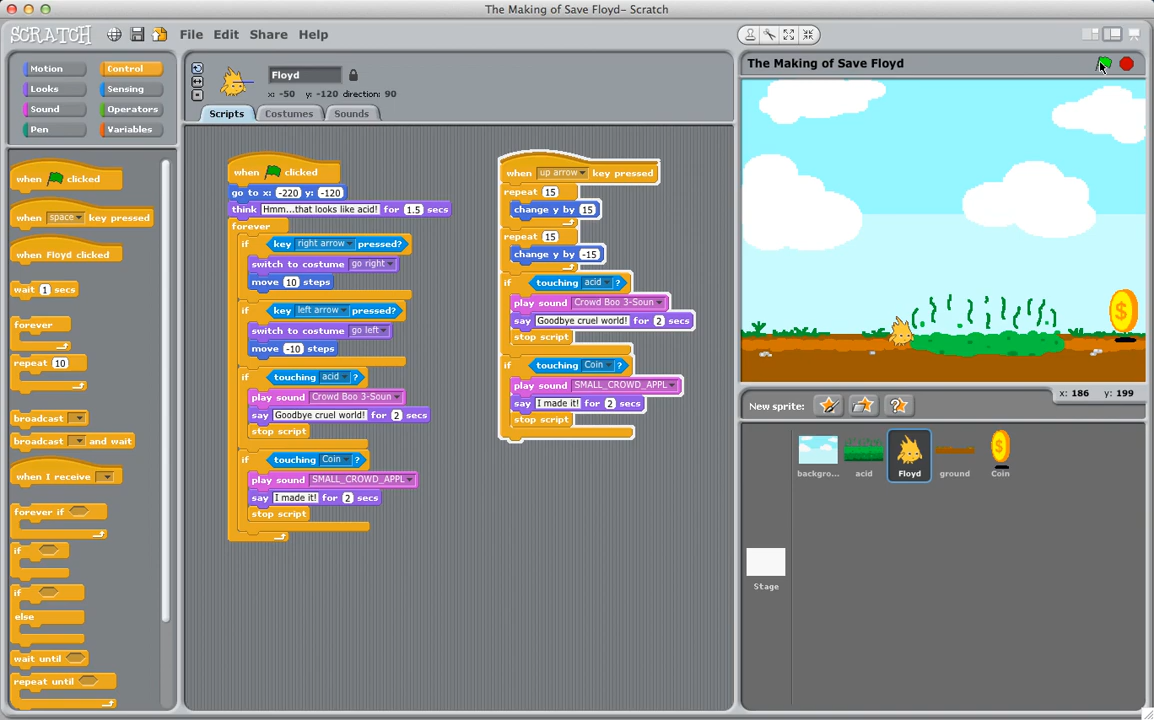 The Making of Save Floyd– Scratch
SCRATCH File Edit Share Help
Motion Control
Looks Sensing
Sound Operators
Pen Variables
when clicked
when space key pressed
when Floyd clicked
wait 1 secs
forever
repeat 10
broadcast
broadcast and wait
when I receive
forever if
if
if
else
wait until
repeat until
Floyd
x: -50 y: -120 direction: 90
Scripts Costumes Sounds
when clicked
go to x: -220 y: -120
think Hmm...that looks like acid! for 1.5 secs
forever
if key right arrow pressed?
switch to costume go right
move 10 steps
if key left arrow pressed?
switch to costume go left
move -10 steps
if touching acid ?
play sound Crowd Boo 3-Soun
say Goodbye cruel world! for 2 secs
stop script
if touching Coin ?
play sound SMALL_CROWD_APPL
say I made it! for 2 secs
stop script
when up arrow key pressed
repeat 15
change y by 15
repeat 15
change y by -15
if touching acid ?
play sound Crowd Boo 3-Soun
say Goodbye cruel world! for 2 secs
stop script
if touching Coin ?
play sound SMALL_CROWD_APPL
say I made it! for 2 secs
stop script
The Making of Save Floyd
$
x: 186 y: 199
New sprite: ?
$
backgro... acid Floyd ground Coin
Stage